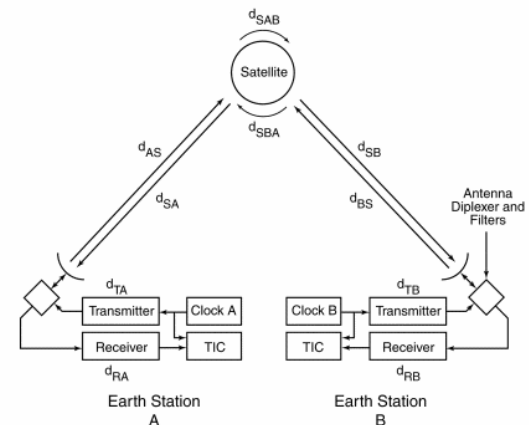 dSAB
Satellite
dSBA
dAS
dSB
dSA
dBS
Antenna
Diplexer and
Filters
dTA
dTB
Transmitter
Clock A
Clock B
Transmitter
Receiver
TIC
TIC
Receiver
dRA
dRB
Earth Station
A
Earth Station
B